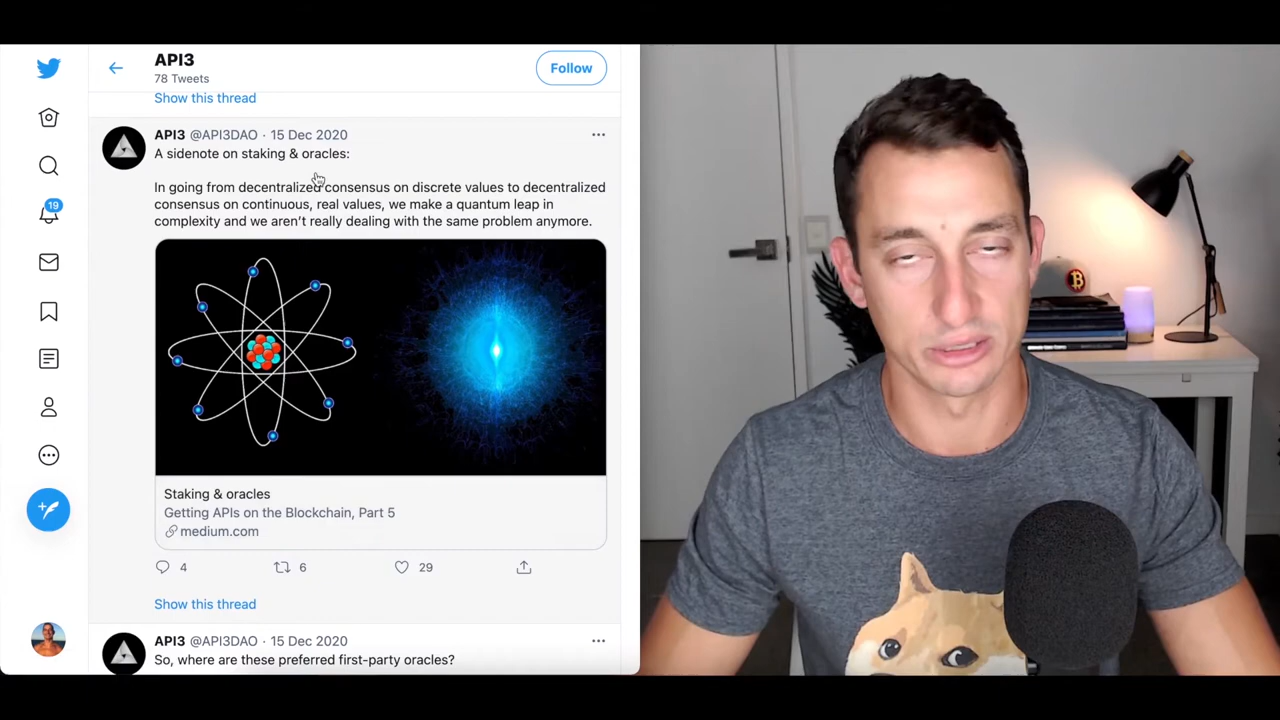 API3
78 Tweets
Follow
Show this thread
API3 @API3DAO · 15 Dec 2020
A sidenote on staking & oracles:
In going from decentralized consensus on discrete values to decentralized
consensus on continuous, real values, we make a quantum leap in
complexity and we aren't really dealing with the same problem anymore.
19
Staking & oracles
Getting APIs on the Blockchain, Part 5
medium.com
4 6 29
Show this thread
API3 @API3DAO · 15 Dec 2020
So, where are these preferred first-party oracles?